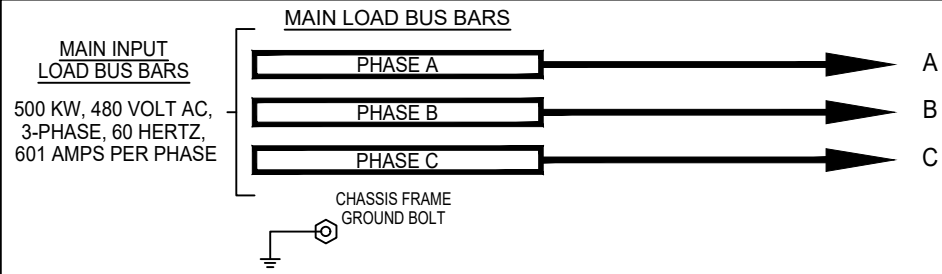 MAIN LOAD BUS BARS
MAIN INPUT
LOAD BUS BARS
500 KW, 480 VOLT AC,
3-PHASE, 60 HERTZ,
601 AMPS PER PHASE
PHASE A
A
PHASE B
B
PHASE C
C
CHASSIS FRAME
GROUND BOLT